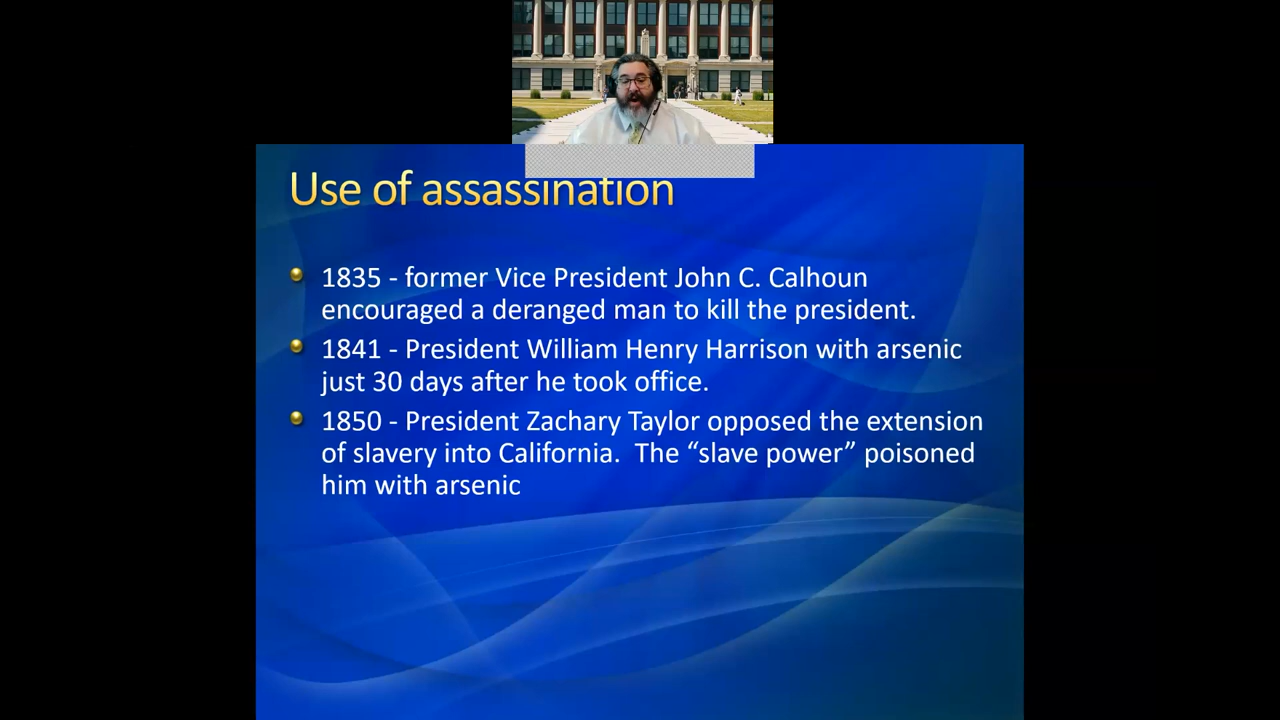 Use of assassination
1835 - former Vice President John C. Calhoun
encouraged a deranged man to kill the president.
1841 - President William Henry Harrison with arsenic
just 30 days after he took office.
1850 - President Zachary Taylor opposed the extension
of slavery into California.  The “slave power” poisoned
him with arsenic